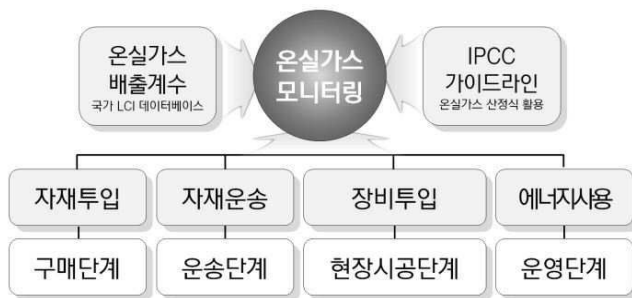 온실가스
배출계수
국가 LCI 데이터베이스
온실가스
모니터링
IPCC
가이드라인
온실가스 산정식 활용
자재투입
자재운송
장비투입
에너지사용
구매단계
운송단계
현장시공단계
운영단계